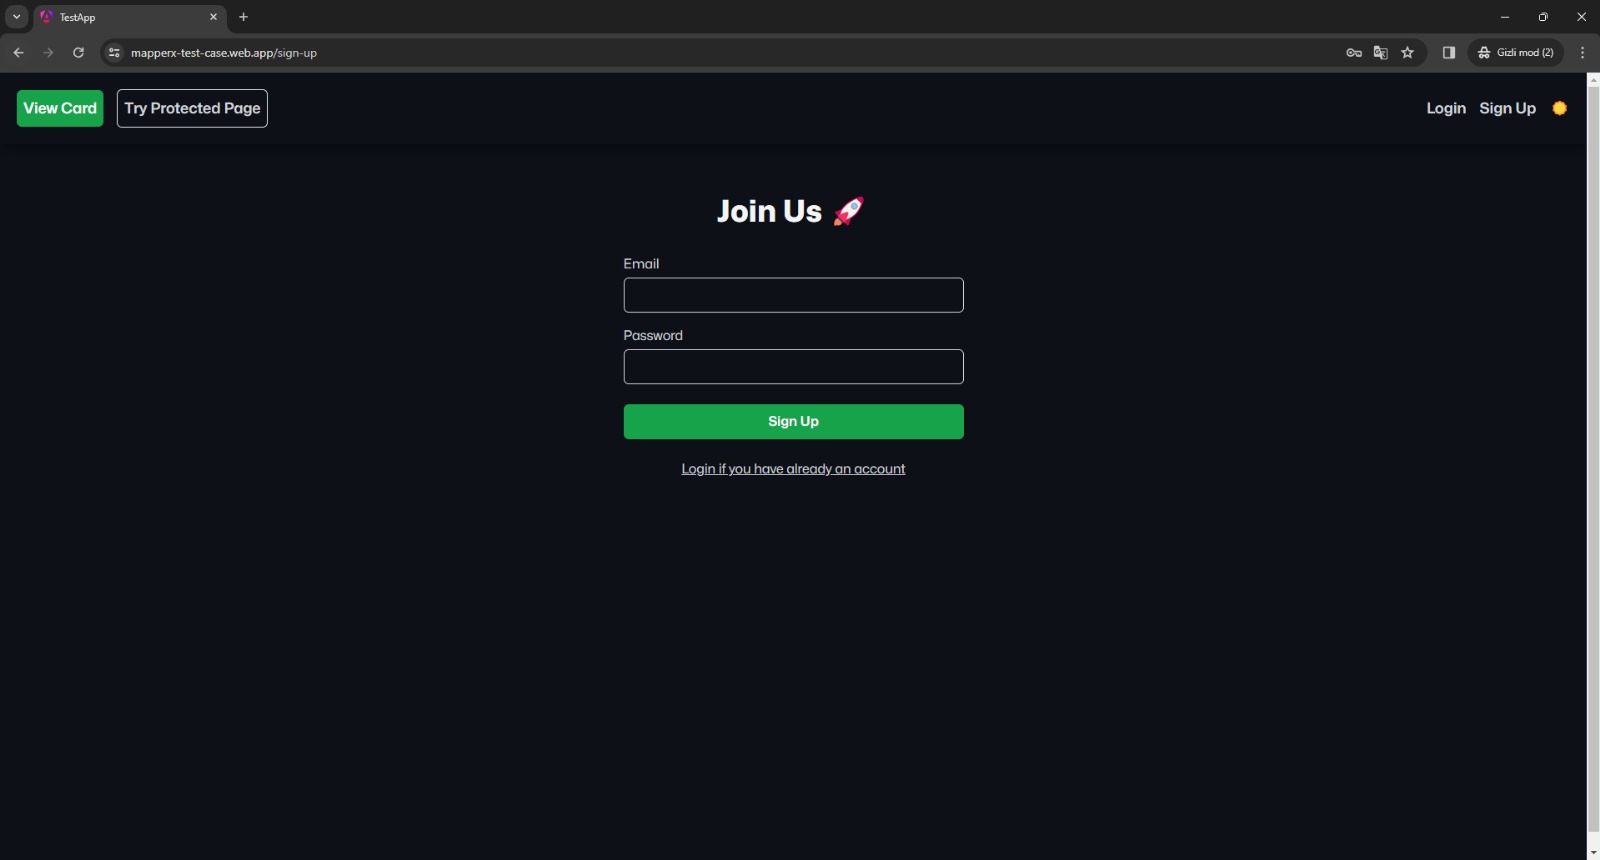 TestApp
mapperx-test-case.web.app/sign-up
Gizli mod (2)
View Card
Try Protected Page
Login
Sign Up
Join Us 🚀
Email
Password
Sign Up
Login if you have already an account